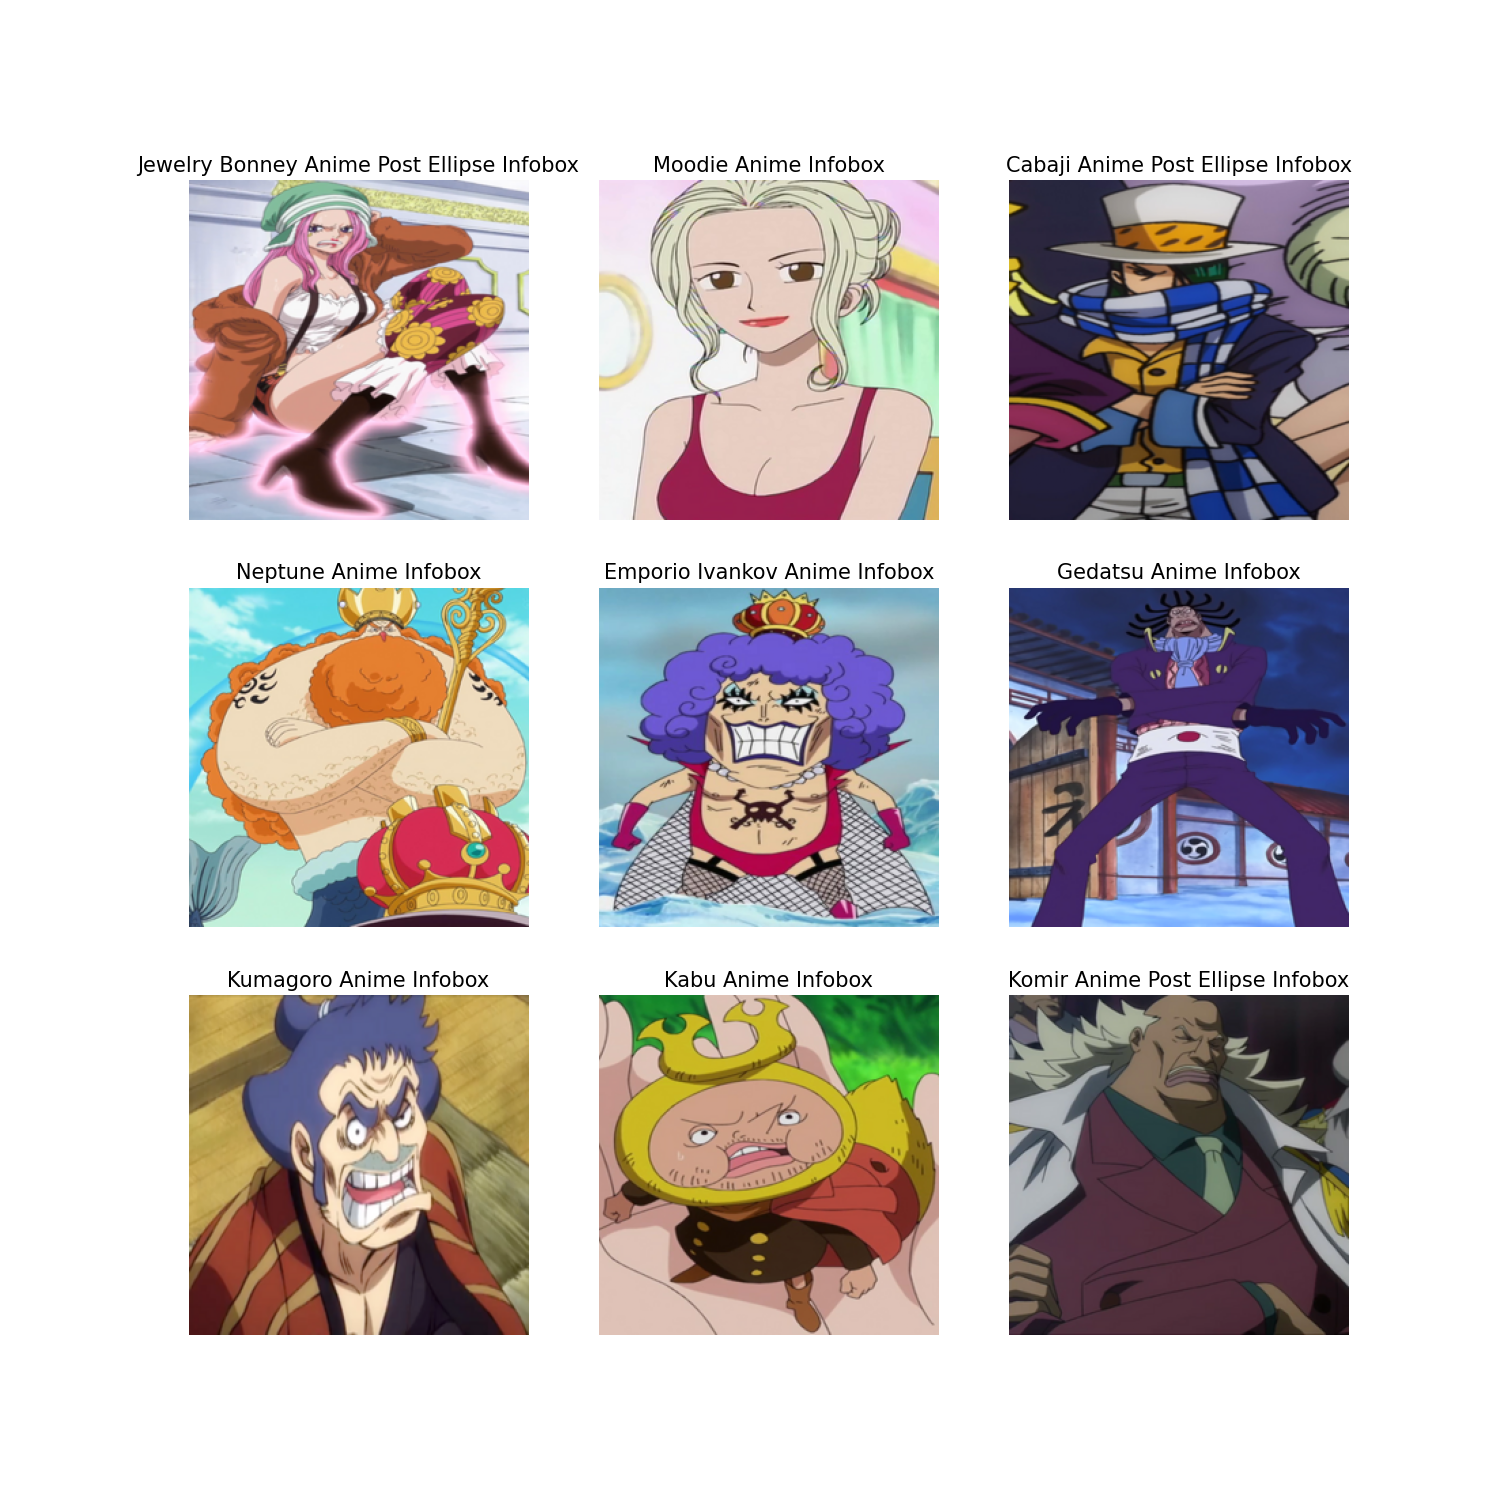 Jewelry Bonney Anime Post Ellipse Infobox
Moodie Anime Infobox
Cabaji Anime Post Ellipse Infobox
Neptune Anime Infobox
Emporio Ivankov Anime Infobox
Gedatsu Anime Infobox
Kumagoro Anime Infobox
Kabu Anime Infobox
Komir Anime Post Ellipse Infobox